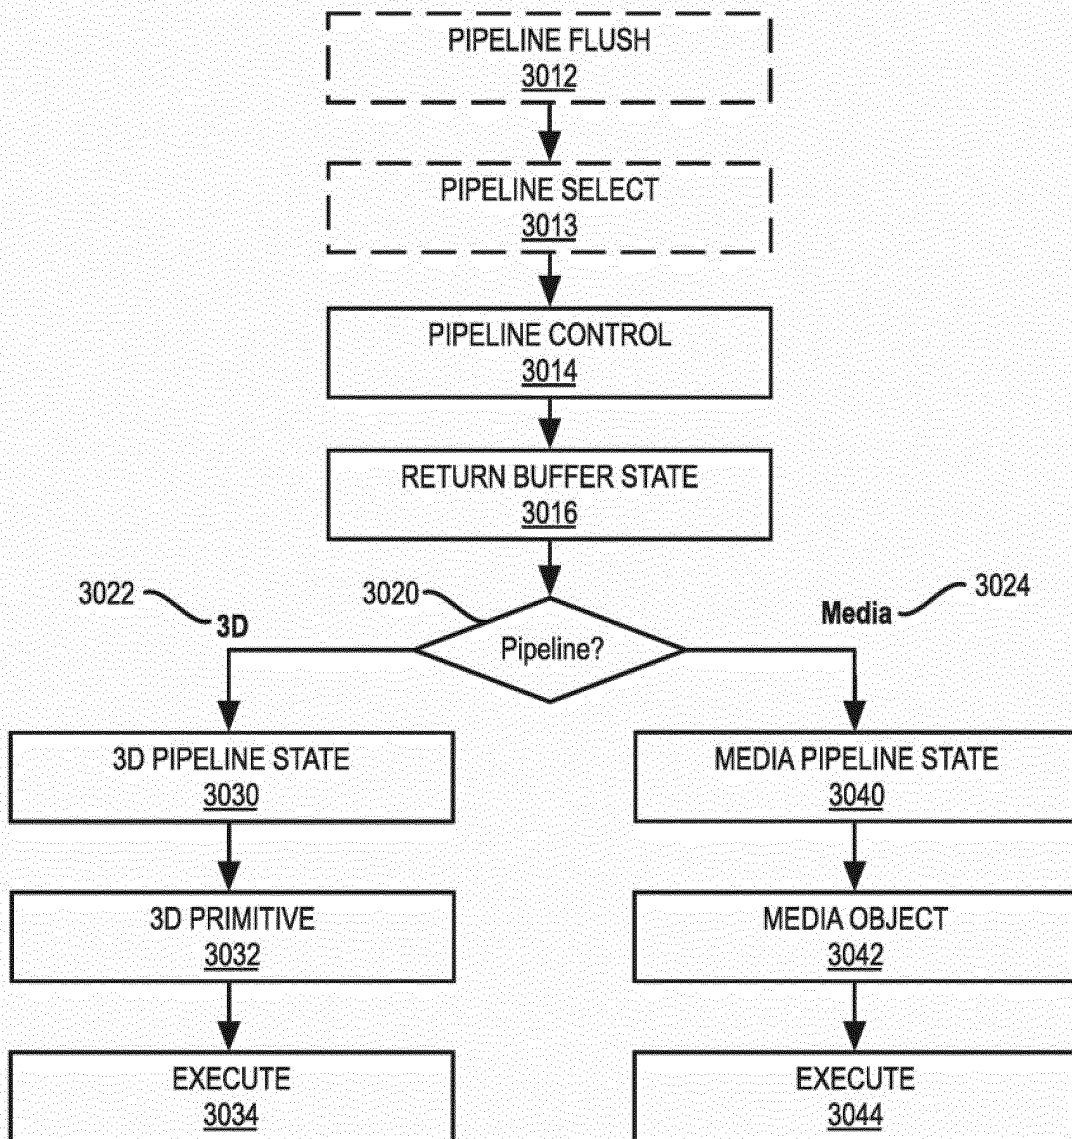 PIPELINE FLUSH
3012
PIPELINE SELECT
3013
PIPELINE CONTROL
3014
RETURN BUFFER STATE
3016
3022
3D
3020
Pipeline?
Media
3024
3D PIPELINE STATE
3030
MEDIA PIPELINE STATE
3040
3D PRIMITIVE
3032
MEDIA OBJECT
3042
EXECUTE
3034
EXECUTE
3044